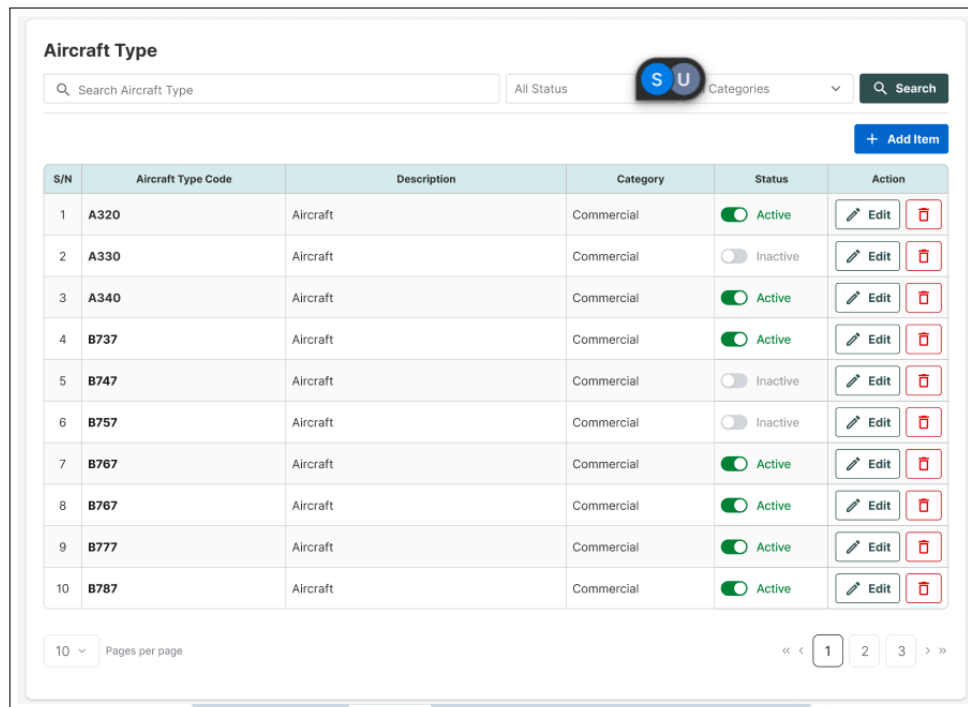 Aircraft Type
Search Aircraft Type All Status S U Categories Search
+ Add Item
S/N Aircraft Type Code Description Category Status Action
1 A320 Aircraft Commercial Active Edit
2 A330 Aircraft Commercial Inactive Edit
3 A340 Aircraft Commercial Active Edit
4 B737 Aircraft Commercial Active Edit
5 B747 Aircraft Commercial Inactive Edit
6 B757 Aircraft Commercial Inactive Edit
7 B767 Aircraft Commercial Active Edit
8 B767 Aircraft Commercial Active Edit
9 B777 Aircraft Commercial Active Edit
10 B787 Aircraft Commercial Active Edit
10 Pages per page « ‹ 1 2 3 › »